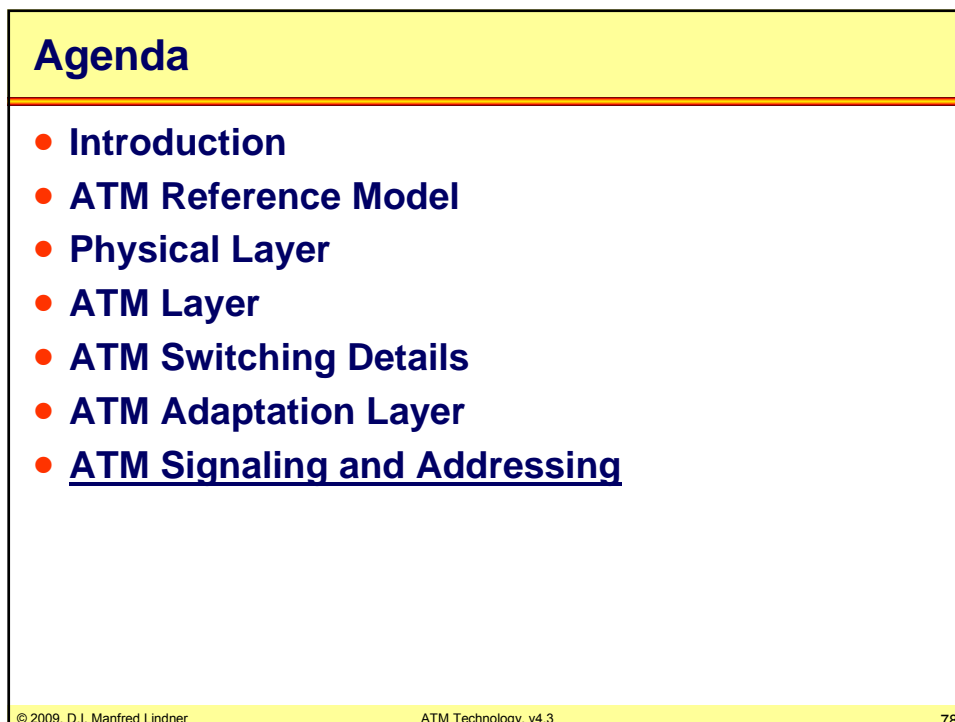 Agenda
• Introduction
• ATM Reference Model
• Physical Layer
• ATM Layer
• ATM Switching Details
• ATM Adaptation Layer
• ATM Signaling and Addressing
© 2009, D.I. Manfred Lindner ATM Technology, v4.3 78